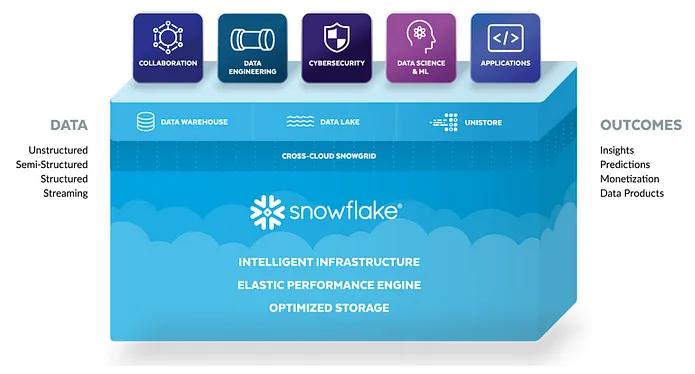 COLLABORATION
DATA
ENGINEERING
CYBERSECURITY
DATA SCIENCE
& ML
APPLICATIONS
DATA
Unstructured
Semi-Structured
Structured
Streaming
DATA WAREHOUSE
DATA LAKE
UNISTORE
CROSS-CLOUD SNOWGRID
snowflake®
INTELLIGENT INFRASTRUCTURE
ELASTIC PERFORMANCE ENGINE
OPTIMIZED STORAGE
OUTCOMES
Insights
Predictions
Monetization
Data Products